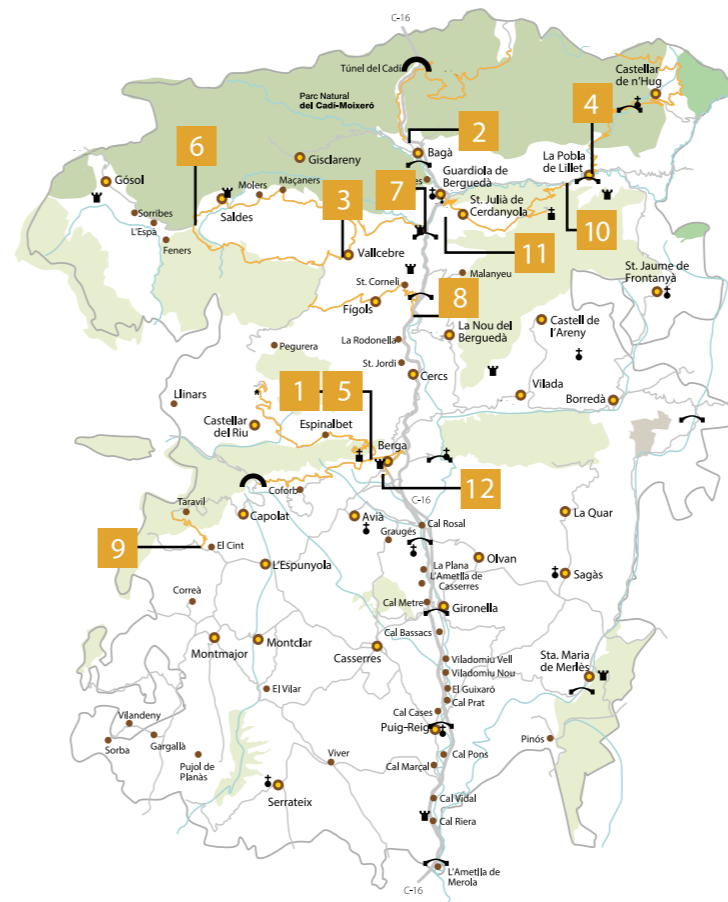 C-16
Túnel del Cadí
Castellar
de n'Hug
Parc Natural
del Cadi-Moixeró
4
2
6
Bagà
La Pobla
de Lillet
Gisclareny
Guardiola de
Berguedà
Gósol
7
Molers
Maçaners
3
St. Julià de
Cerdanyola
Saldes
Sorribes
L'Espà
Feners
10
11
Vallcebre
St. Jaume de
Frontanyà
Malanyeu
St. Corneli
8
Fígols
La Nou del
Berguedà
Castell de
l'Areny
La Rodonella
Peguera
St. Jordi
Cercs
Vilada
Borredà
Llinars
1
5
Castellar
del Riu
Espinalbet
Berga
12
Coforb
C-16
Taravil
Capolat
Avià
La Quar
Cal Rosal
Graugés
9
El Cint
Olvan
L'Espunyola
La Plana
L'Ametlla de
Casserres
Sagàs
Correà
Cal Metre
Gironella
Cal Bassacs
Montmajor
Montclar
Casserres
Sta. Maria
de Merlès
Viladomiu Vell
Viladomiu Nou
El Guixaró
El Vilar
Cal Prat
Cal Cases
Vilandeny
Puig-Reig
Sorba
Gargallà
Pinós
Pujol de
Planàs
Viver
Cal Pons
Cal Marçal
Serrateix
Cal Vidal
Cal Riera
L'Ametlla de
Merola
C-16